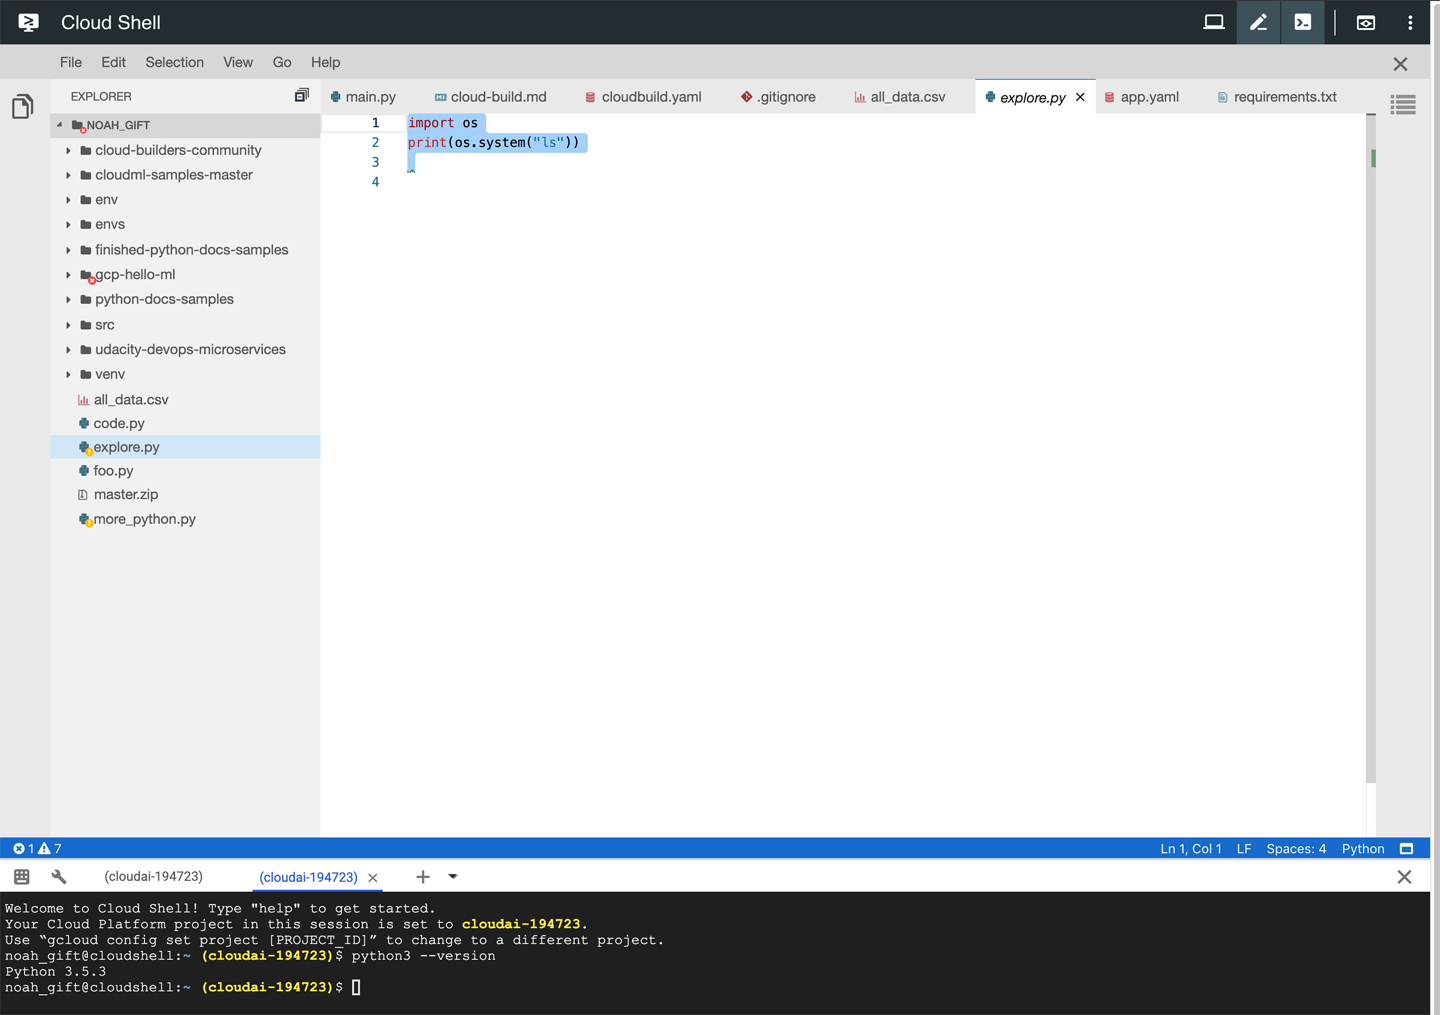 Cloud Shell
File Edit Selection View Go Help
EXPLORER
main.py cloud-build.md cloudbuild.yaml .gitignore all_data.csv explore.py app.yaml requirements.txt
NOAH_GIFT
cloud-builders-community
cloudml-samples-master
env
envs
finished-python-docs-samples
gcp-hello-ml
python-docs-samples
src
udacity-devops-microservices
venv
all_data.csv
code.py
explore.py
foo.py
master.zip
more_python.py
1 import os
2 print(os.system("ls"))
3
4
1 7 Ln 1, Col 1 LF Spaces: 4 Python
(cloudai-194723) (cloudai-194723)
Welcome to Cloud Shell! Type "help" to get started.
Your Cloud Platform project in this session is set to cloudai-194723.
Use “gcloud config set project [PROJECT_ID]” to change to a different project.
noah_gift@cloudshell:~ (cloudai-194723)$ python3 --version
Python 3.5.3
noah_gift@cloudshell:~ (cloudai-194723)$